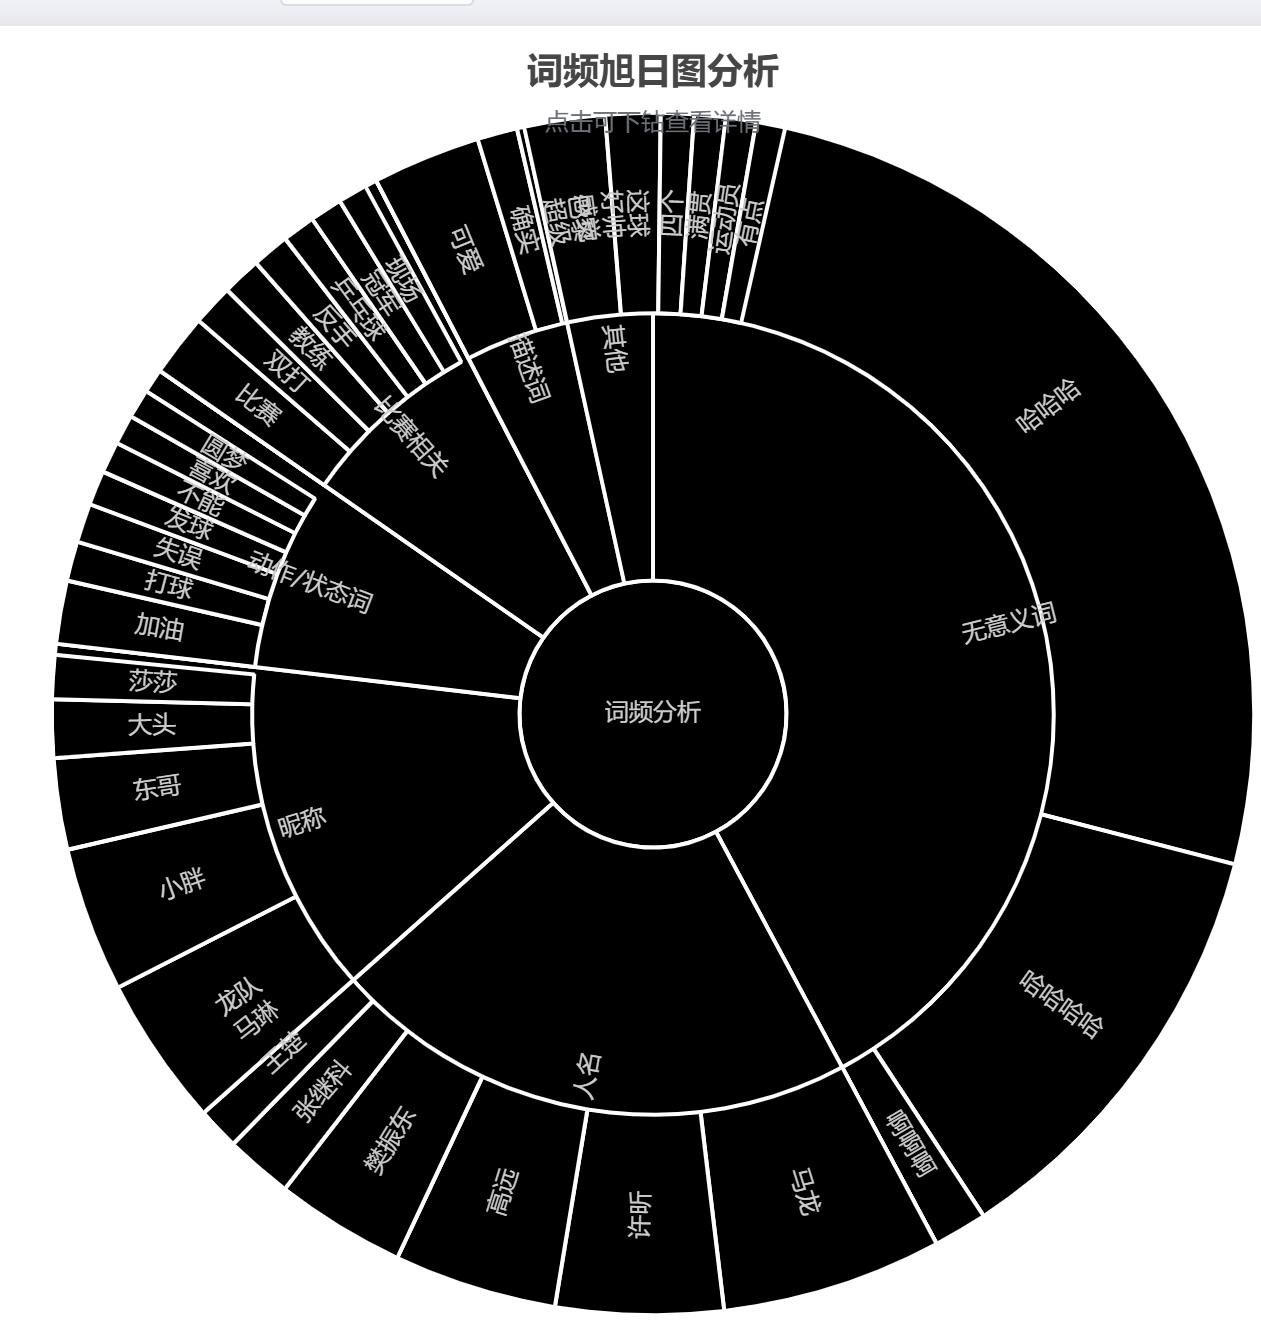 词频旭日图分析
点击可下钻查看详情
词频分析
无意义词
哈哈哈
哈哈哈哈
啊啊啊
人名
马龙
许昕
高远
樊振东
张继科
王楚
马琳
昵称
龙队
小胖
东哥
大头
莎莎
动作/状态词
加油
打球
失误
发球
不能
喜欢
圆梦
比赛相关
比赛
双打
教练
反手
乒乓球
冠军
现场
描述词
可爱
确实
超级
其他
好帅
这球
四个
满贯
运动员
有点